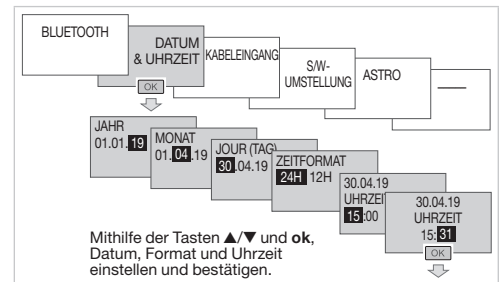 BLUETOOTH
DATUM
& UHRZEIT
OK
KABELEINGANG
S/W-
UMSTELLUNG
ASTRO
JAHR
01.01.19
MONAT
01.04.19
JOUR (TAG)
30.04.19
ZEITFORMAT
24H 12H
30.04.19
UHRZEIT
15:00
30.04.19
UHRZEIT
15:31
OK
Mithilfe der Tasten ▲/▼ und ok,
Datum, Format und Uhrzeit
einstellen und bestätigen.